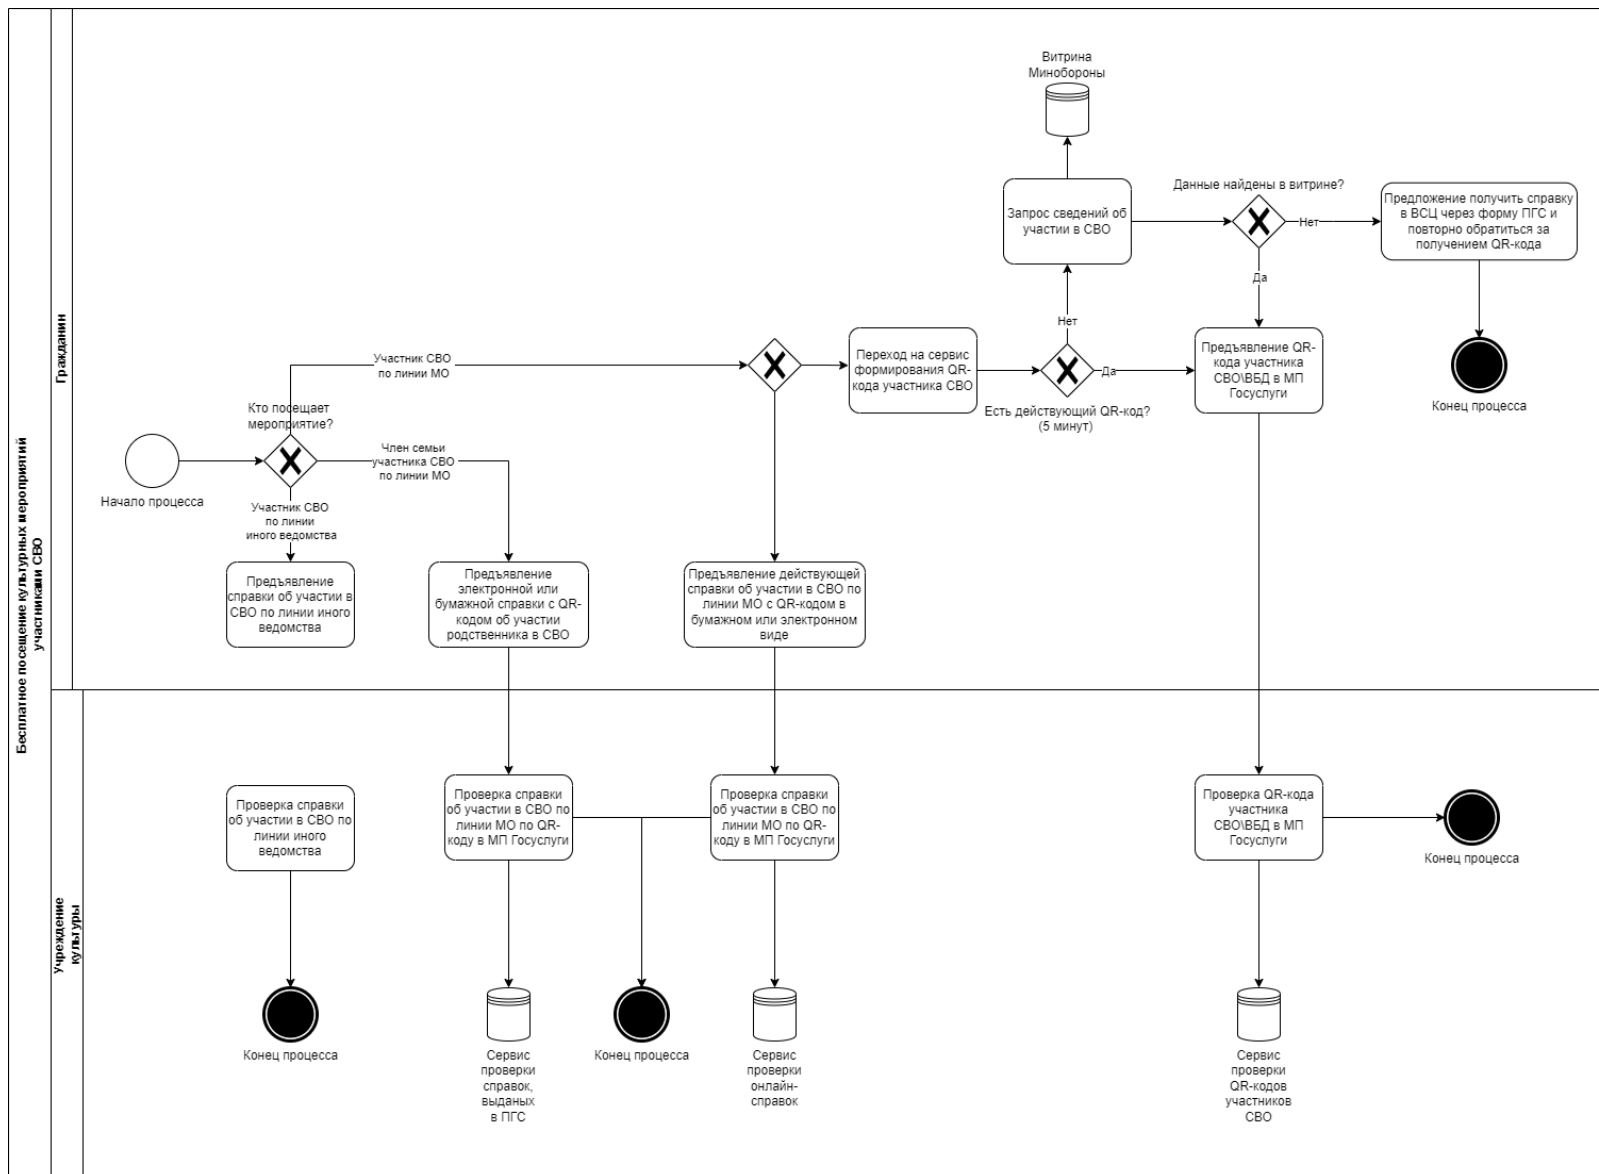 Бесплатное посещение культурных мероприятий
участниками СВО
Гражданин
Учреждение
культуры
Начало процесса
Кто посещает
мероприятие?
Участник СВО
по линии МО
Член семьи
участника СВО
по линии МО
Участник СВО
по линии
иного ведомства
Предъявление
справки об участии в
СВО по линии иного
ведомства
Предъявление
электронной или
бумажной справки с QR-
кодом об участии
родственника в СВО
Предъявление действующей
справки об участии в СВО по
линии МО с QR-кодом в
бумажном или электронном
виде
Переход на сервис
формирования QR-
кода участника СВО
Есть действующий QR-код?
(5 минут)
Нет
Да
Запрос сведений об
участии в СВО
Витрина
Минобороны
Данные найдены в витрине?
Нет
Да
Предложение получить справку
в ВСЦ через форму ПГС и
повторно обратиться за
получением QR-кода
Конец процесса
Предъявление QR-
кода участника
СВО\ВБД в МП
Госуслуги
Проверка справки
об участии в СВО по
линии иного
ведомства
Конец процесса
Проверка справки
об участии в СВО по
линии МО по QR-
коду в МП Госуслуги
Сервис
проверки
справок,
выданых
в ПГС
Конец процесса
Проверка справки
об участии в СВО по
линии МО по QR-
коду в МП Госуслуги
Сервис
проверки
онлайн-
справок
Проверка QR-кода
участника
СВО\ВБД в МП
Госуслуги
Конец процесса
Сервис
проверки
QR-кодов
участников
СВО